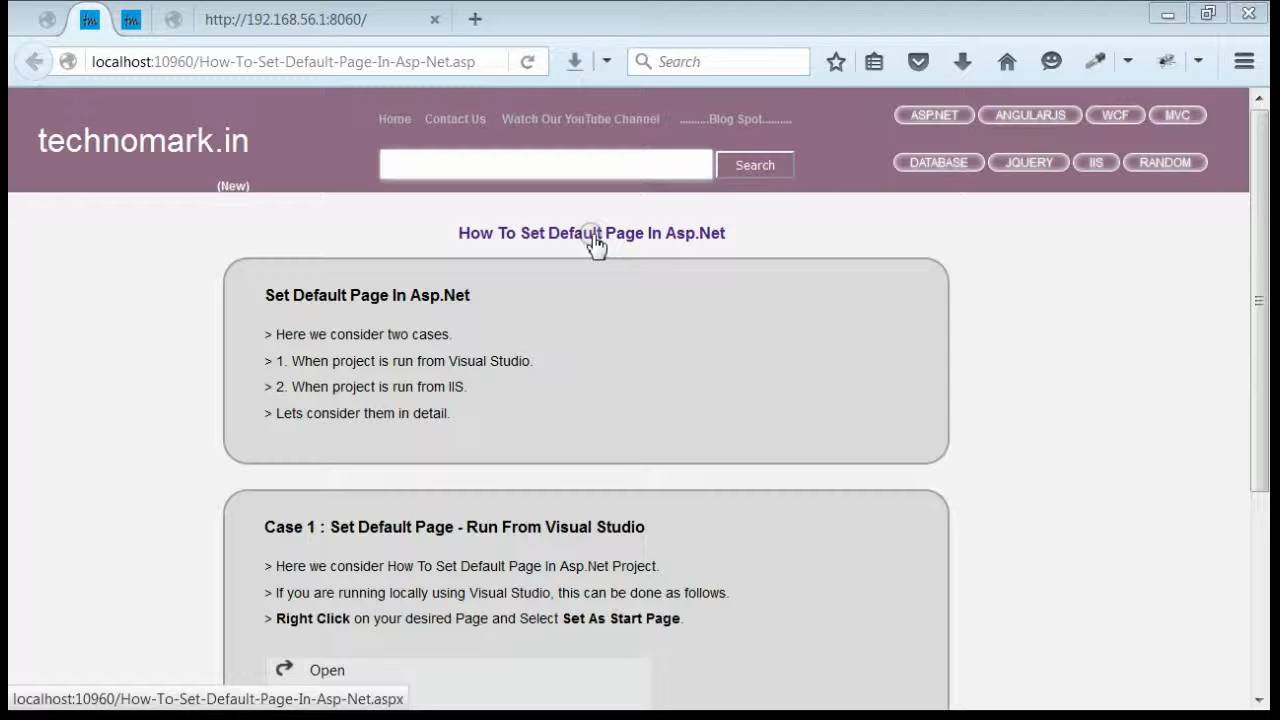 http://192.168.56.1:8060/
localhost:10960/How-To-Set-Default-Page-In-Asp-Net.asp
Search
technomark.in
(New)
Home Contact Us Watch Our YouTube Channel ..........Blog Spot..........
Search
ASP.NET ANGULARJS WCF MVC
DATABASE JQUERY IIS RANDOM
How To Set Default Page In Asp.Net
Set Default Page In Asp.Net
> Here we consider two cases.
> 1. When project is run from Visual Studio.
> 2. When project is run from IIS.
> Lets consider them in detail.
Case 1 : Set Default Page - Run From Visual Studio
> Here we consider How To Set Default Page In Asp.Net Project.
> If you are running locally using Visual Studio, this can be done as follows.
> Right Click on your desired Page and Select Set As Start Page.
Open
localhost:10960/How-To-Set-Default-Page-In-Asp-Net.aspx